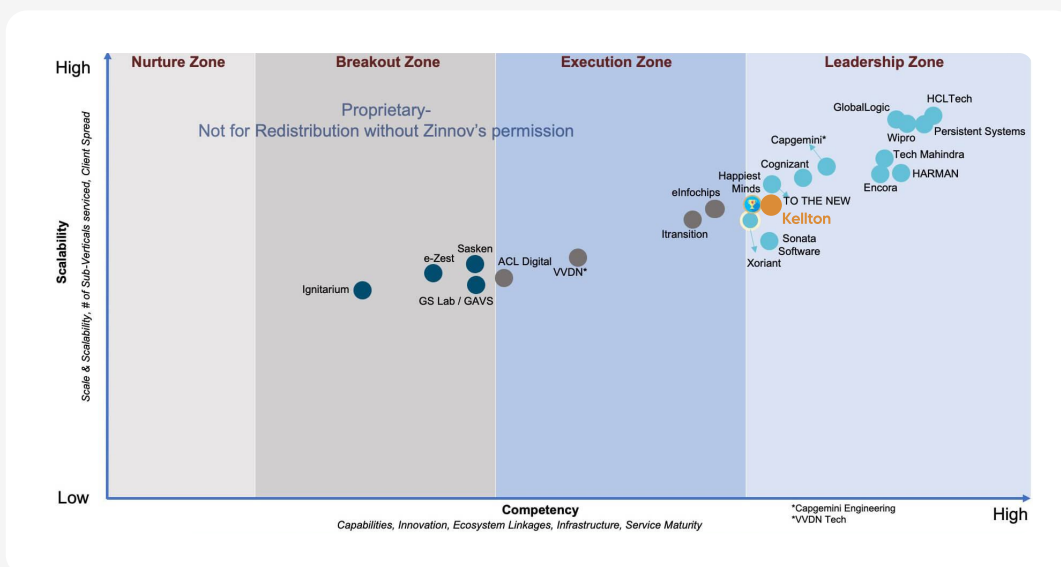 Nurture Zone
Breakout Zone
Execution Zone
Leadership Zone
High
Proprietary-
Not for Redistribution without Zinnov's permission
HCLTech
GlobalLogic
Wipro
Persistent Systems
Capgemini*
Tech Mahindra
Cognizant
HARMAN
Encora
Happiest
Minds
eInfochips
TO THE NEW
Kellton
Itransition
Sonata
Software
Xoriant
Sasken
e-Zest
ACL Digital
VVDN*
Ignitarium
GS Lab / GAVS
Scalability
Scale & Scalability, # of Sub-Verticals serviced, Client Spread
Low
Competency
Capabilities, Innovation, Ecosystem Linkages, Infrastructure, Service Maturity
*Capgemini Engineering
*VVDN Tech
High